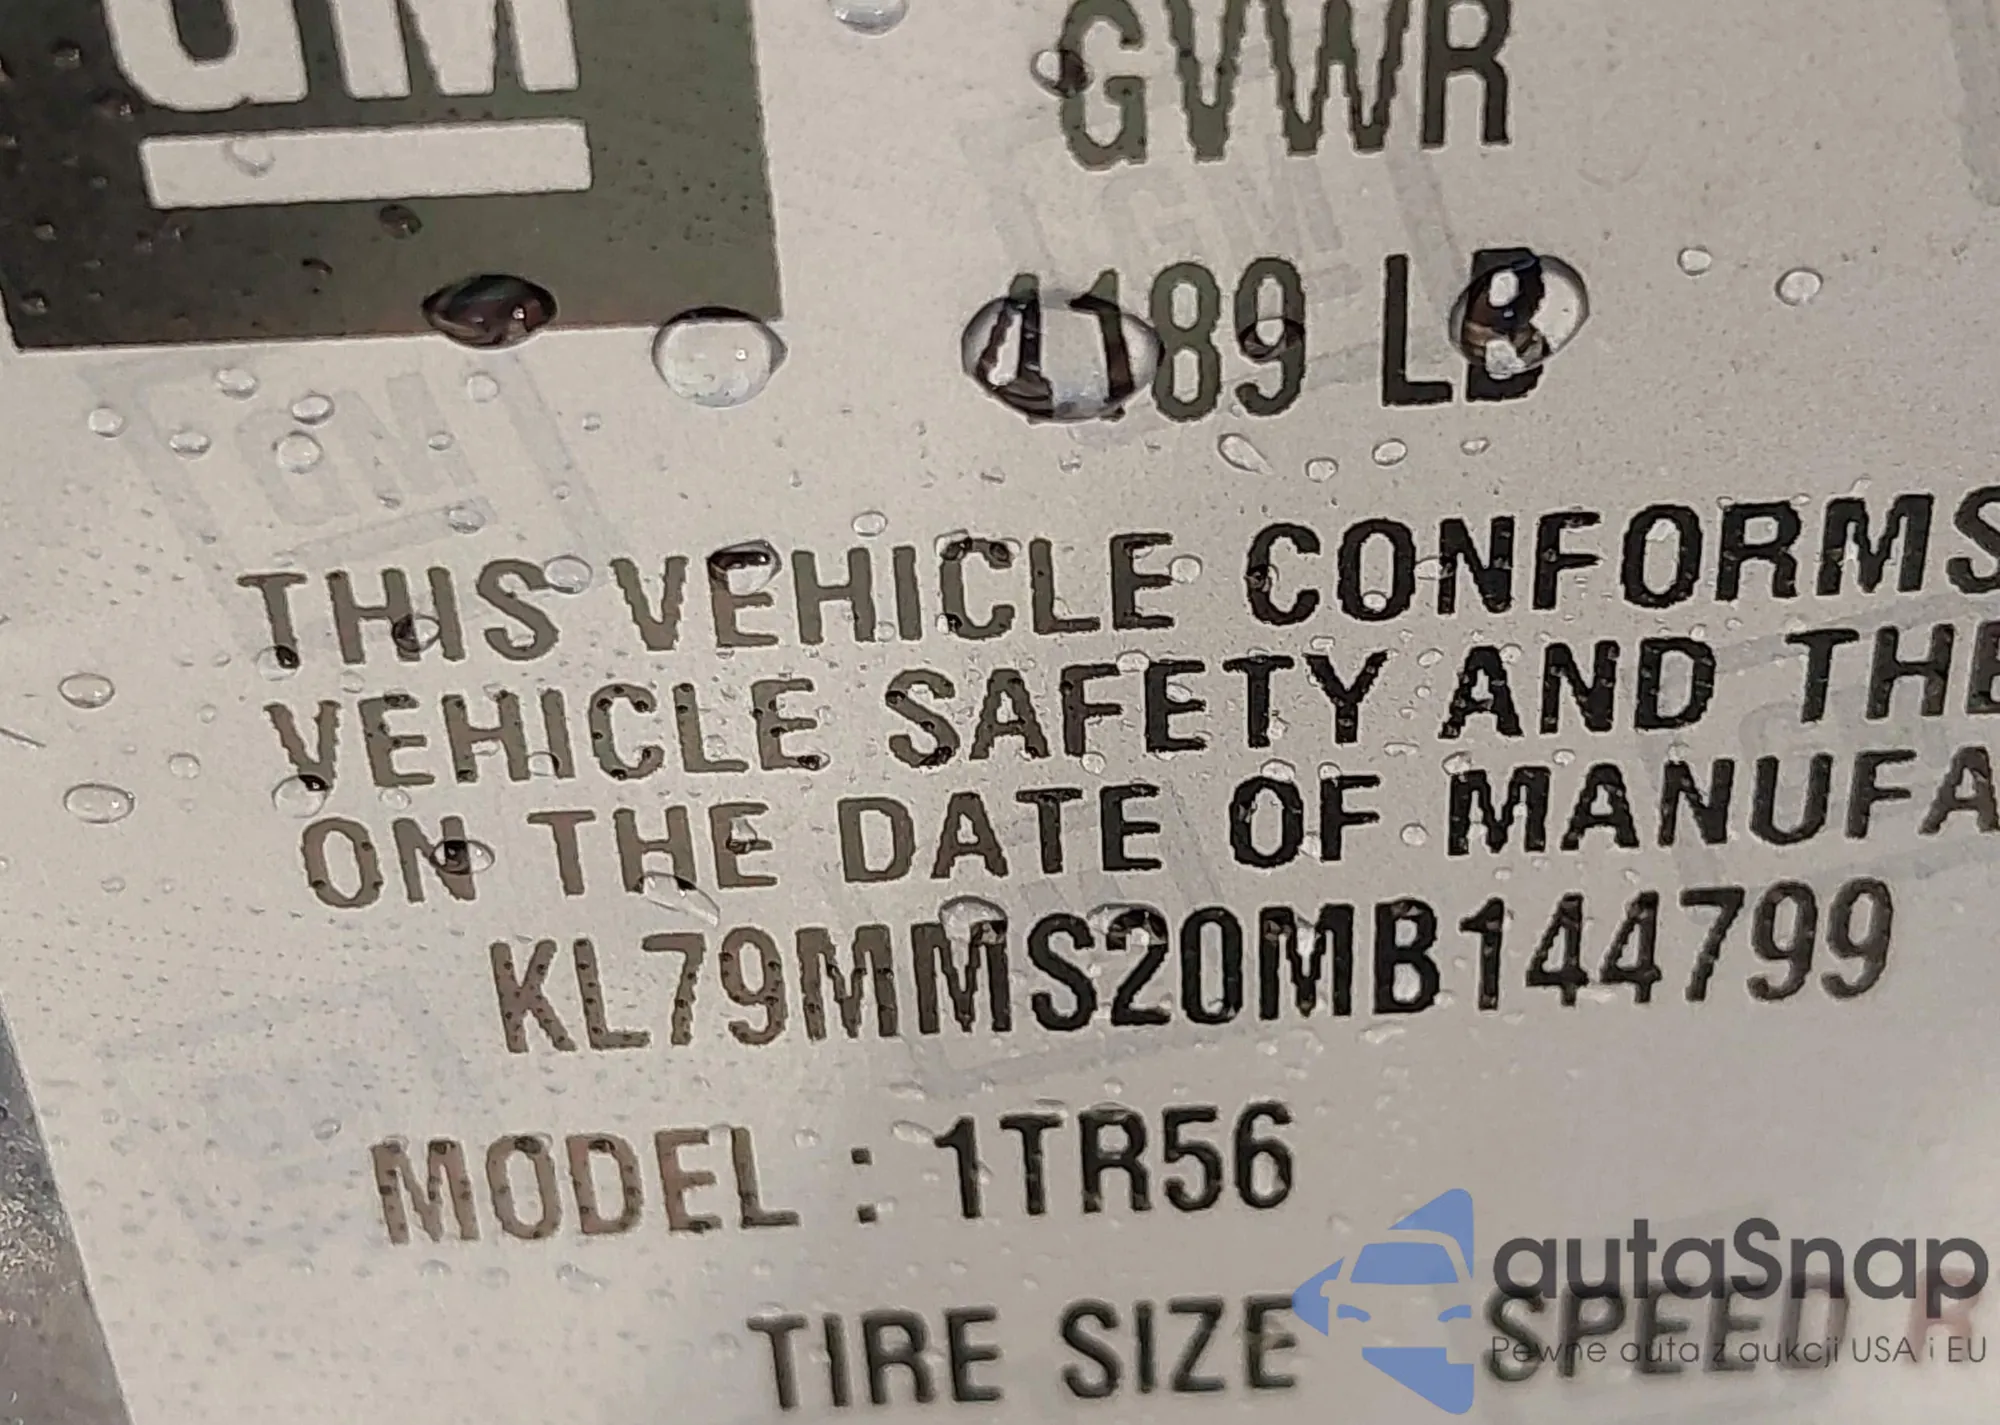 GM
GVWR
4189 LB
THIS VEHICLE CONFORMS
VEHICLE SAFETY AND THE
ON THE DATE OF MANUFA
KL79MMS20MB144799
MODEL : 1TR56
TIRE SIZE SPEED R
autaSnap
Pewne auta z aukcji USA i EU